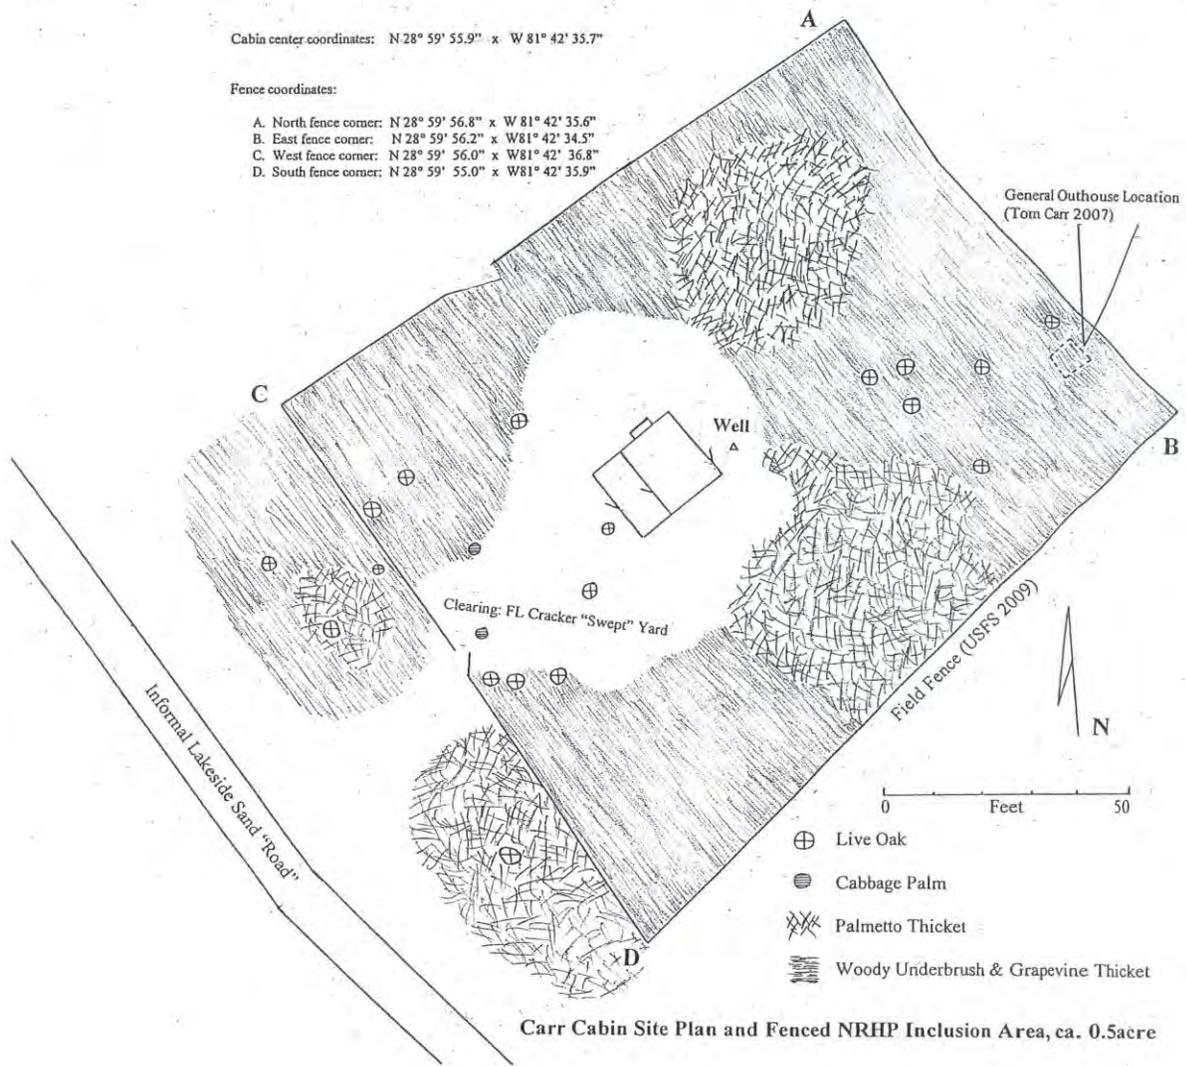 A
Cabin center coordinates: N 28° 59' 55.9" x W 81° 42' 35.7"
Fence coordinates:
A. North fence corner: N 28° 59' 56.8" x W 81° 42' 35.6"
B. East fence corner: N 28° 59' 56.2" x W81° 42' 34.5"
C. West fence corner: N 28° 59' 56.0" x W81° 42' 36.8"
D. South fence corner: N 28° 59' 55.0" x W81° 42' 35.9"
General Outhouse Location
(Tom Carr 2007)
C
Well
B
Clearing: FL Cracker "Swept" Yard
Field Fence (USFS 2009)
Informal Lakeside Sand "Road"
N
0 Feet 50
Live Oak
Cabbage Palm
Palmetto Thicket
D
Woody Underbrush & Grapevine Thicket
Carr Cabin Site Plan and Fenced NRHP Inclusion Area, ca. 0.5acre